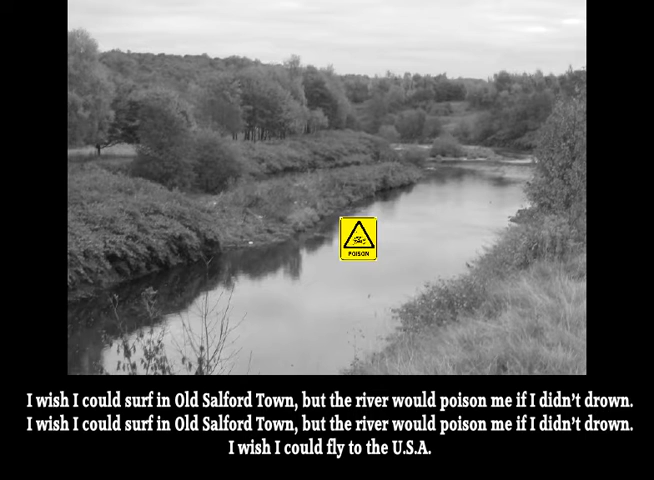 POISON
I wish I could surf in Old Salford Town, but the river would poison me if I didn't drown.
I wish I could surf in Old Salford Town, but the river would poison me if I didn't drown.
I wish I could fly to the U.S.A.